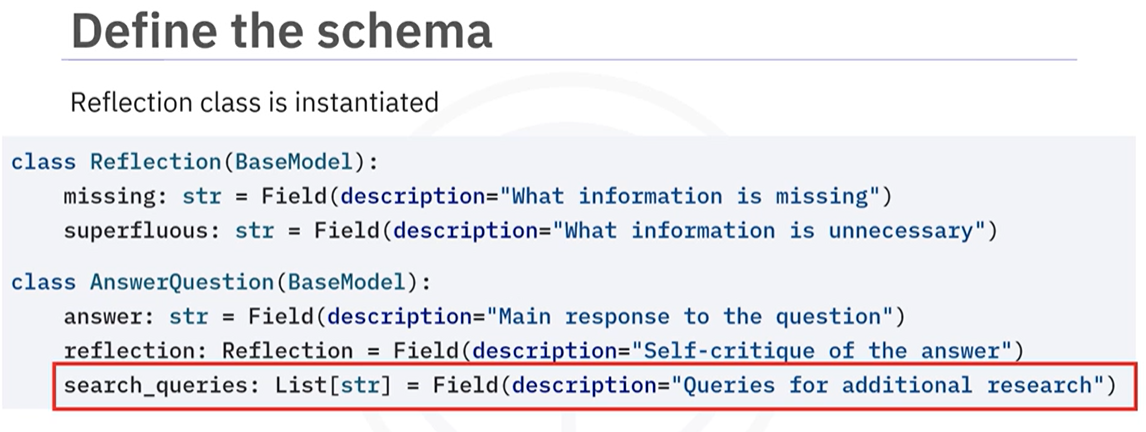 Define the schema
Reflection class is instantiated
class Reflection(BaseModel):
    missing: str = Field(description="What information is missing")
    superfluous: str = Field(description="What information is unnecessary")
class AnswerQuestion(BaseModel):
    answer: str = Field(description="Main response to the question")
    reflection: Reflection = Field(description="Self-critique of the answer")
    search_queries: List[str] = Field(description="Queries for additional research")